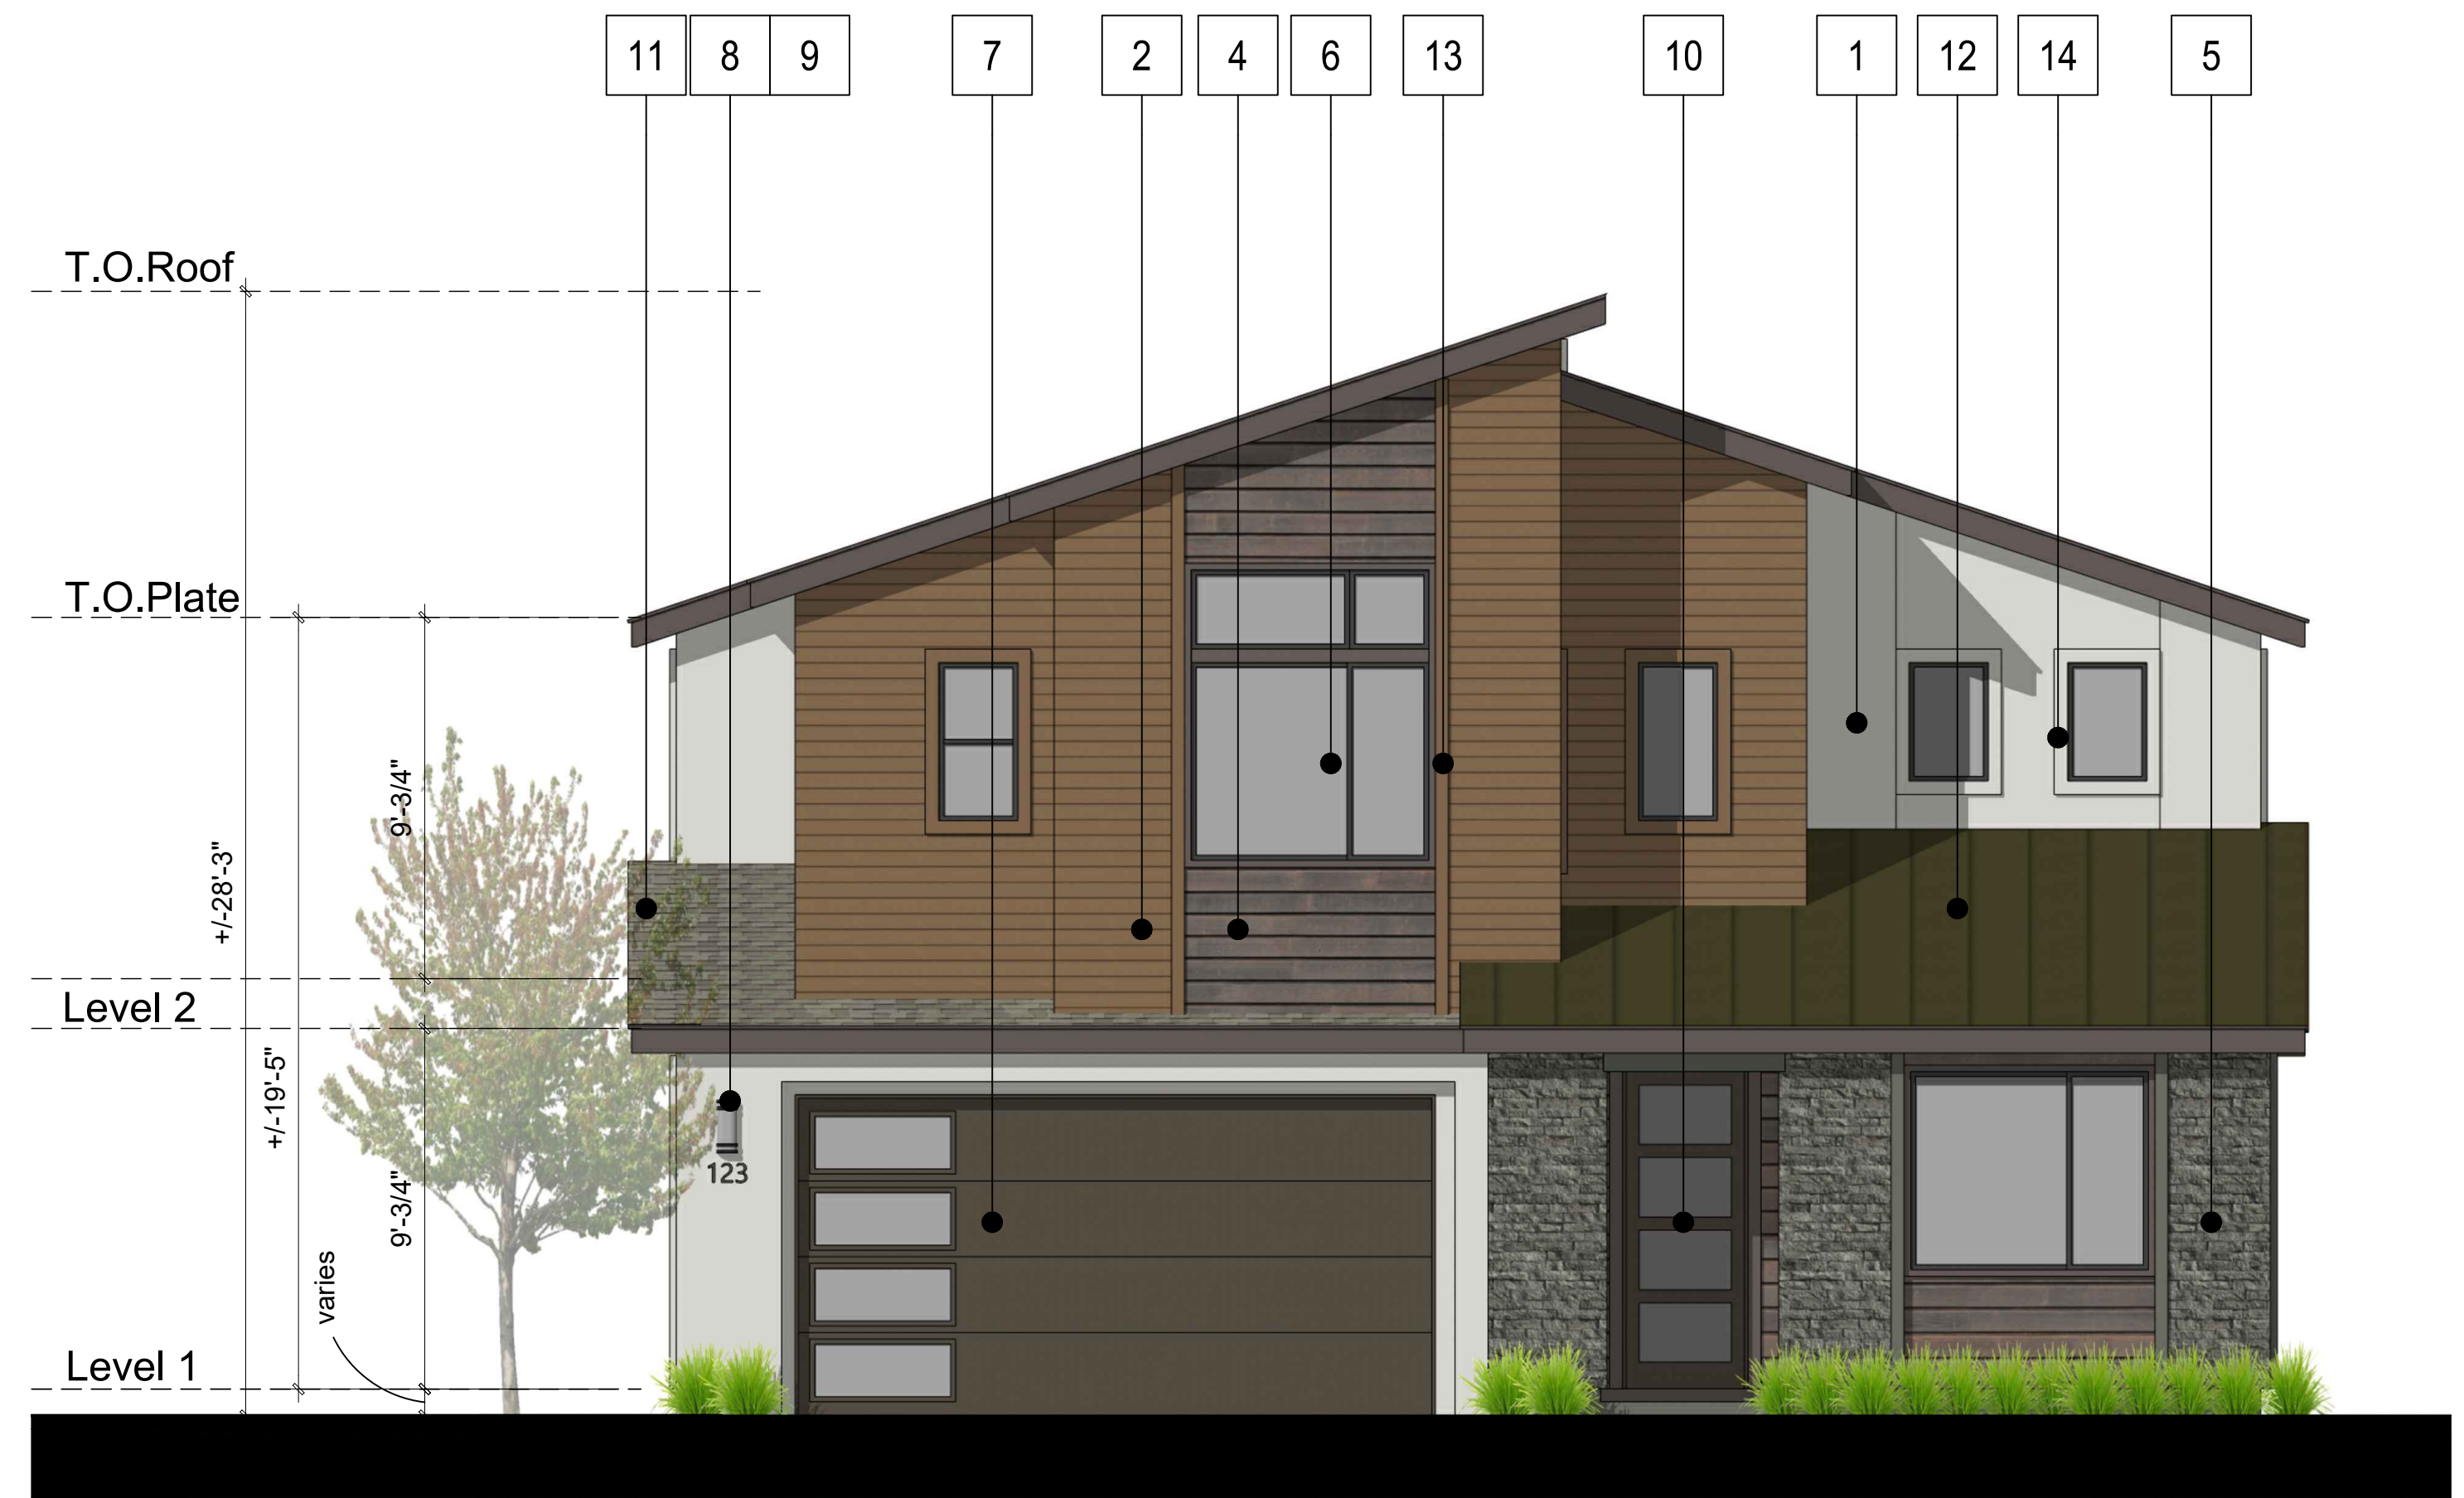 11 8 9 7 2 4 6 13 10 1 12 14 5
T.O.Roof
T.O.Plate
9'-3/4"
+/-28'-3"
Level 2
+/-19'-5"
9'-3/4"
123
varies
Level 1